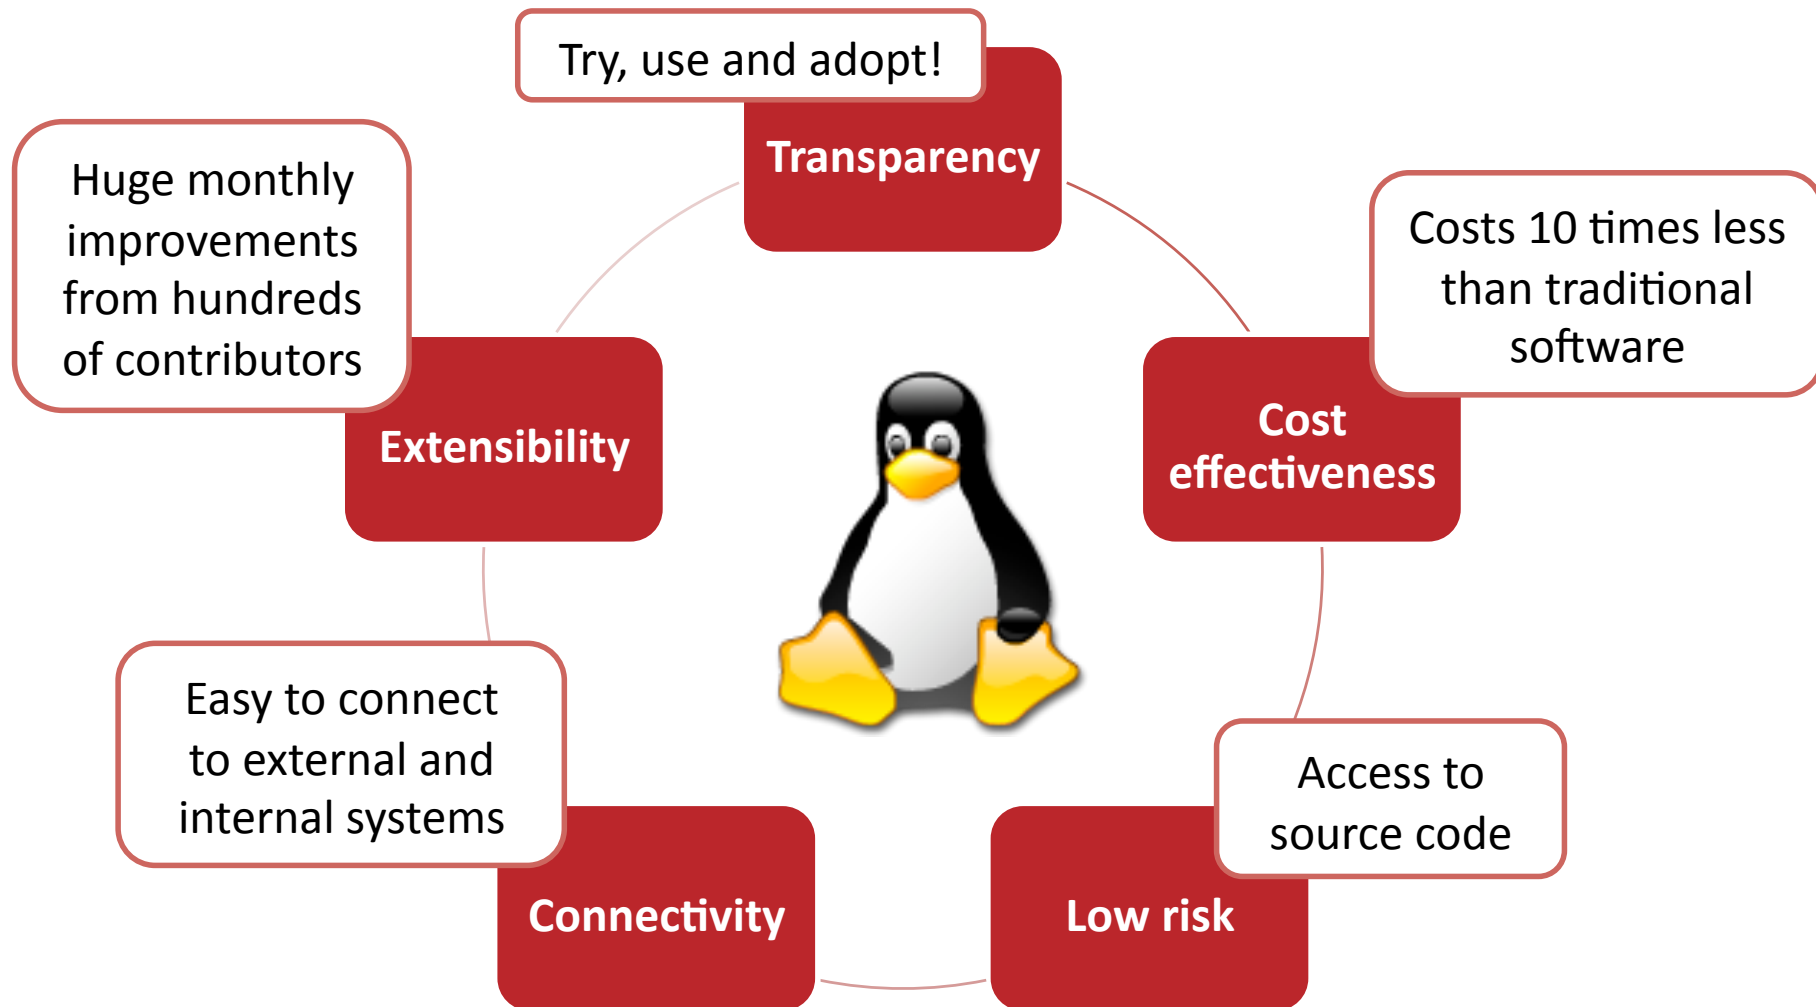 Try, use and adopt!
Transparency
Huge monthly
improvements
from hundreds
of contributors
Extensibility
Costs 10 times less
than traditional
software
Cost
effectiveness
Easy to connect
to external and
internal systems
Connectivity
Access to
source code
Low risk